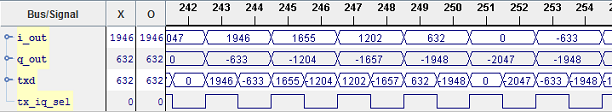 Bus/Signal X O 242 243 244 245 246 247 248 249 250 251 252 253 254
i_out 1946 1946 047 1946 1655 1202 632 0 -633
q_out 632 632 0 -633 -1204 -1657 -1948 -2047 -1948
txd 632 632 0 1946 -633 1655 -1204 1202 -1657 632 -1948 0 -2047 -633 -1948
tx_iq_sel 0 0